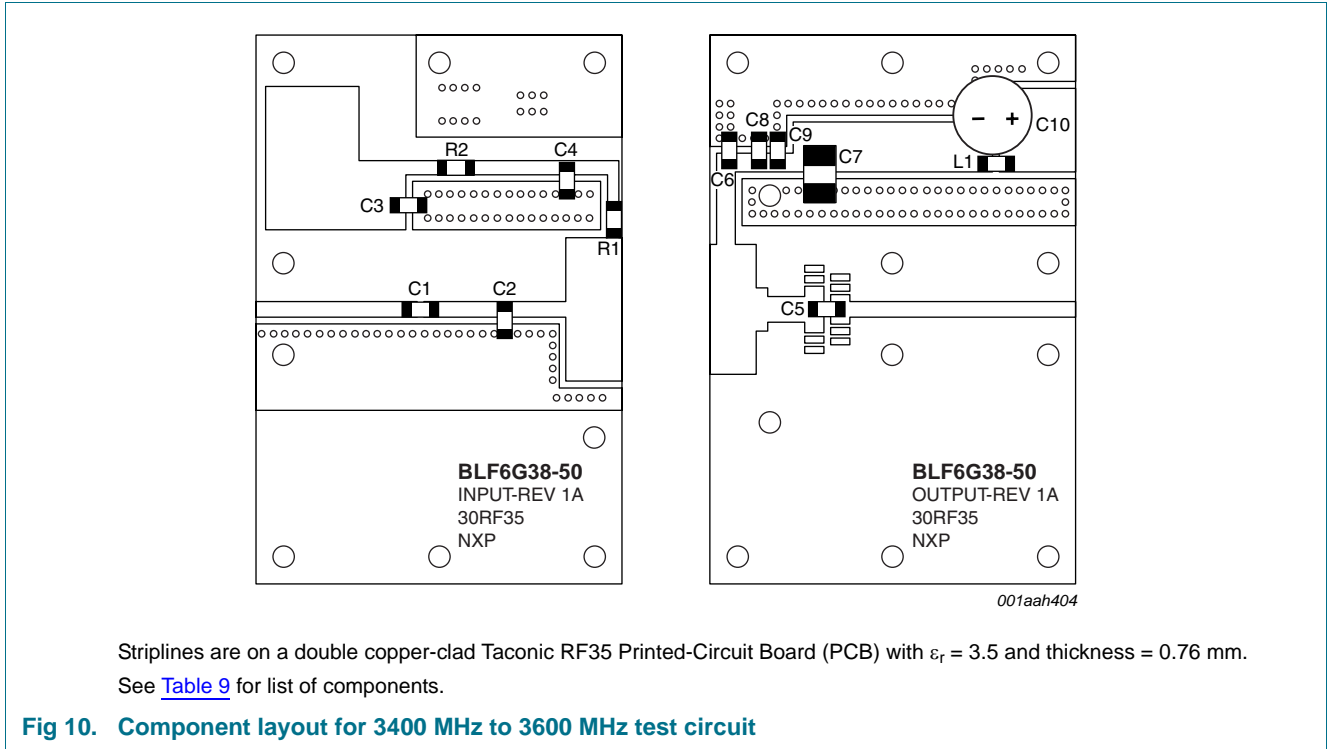 R2
C4
C3
R1
C1
C2
BLF6G38-50
INPUT-REV 1A
30RF35
NXP
C8
C9
– +
C10
C7
L1
C6
C5
BLF6G38-50
OUTPUT-REV 1A
30RF35
NXP
001aah404
Striplines are on a double copper-clad Taconic RF35 Printed-Circuit Board (PCB) with εr = 3.5 and thickness = 0.76 mm.
See Table 9 for list of components.
Fig 10. Component layout for 3400 MHz to 3600 MHz test circuit